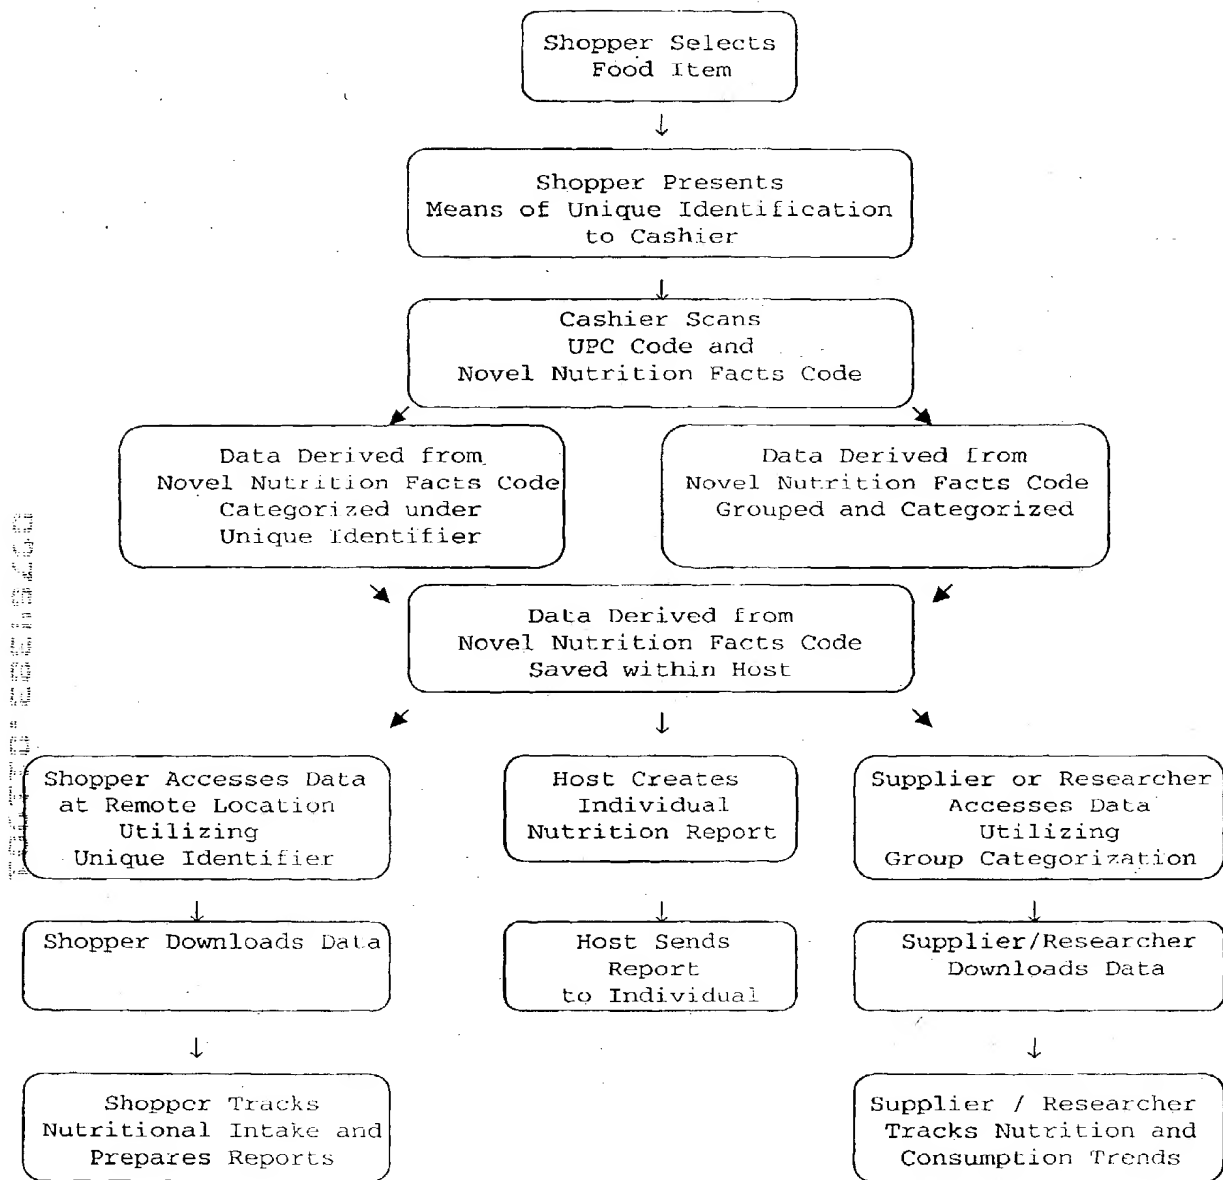 Shopper Selects
Food Item
Shopper Presents
Means of Unique Identification
to Cashier
Cashier Scans
UPC Code and
Novel Nutrition Facts Code
Data Derived from
Novel Nutrition Facts Code
Categorized under
Unique Identifier
Data Derived from
Novel Nutrition Facts Code
Grouped and Categorized
Data Derived from
Novel Nutrition Facts Code
Saved within Host
Shopper Accesses Data
at Remote Location
Utilizing
Unique Identifier
Host Creates
Individual
Nutrition Report
Supplier or Researcher
Accesses Data
Utilizing
Group Categorization
Shopper Downloads Data
Host Sends
Report
to Individual
Supplier/Researcher
Downloads Data
Shopper Tracks
Nutritional Intake and
Prepares Reports
Supplier / Researcher
Tracks Nutrition and
Consumption Trends